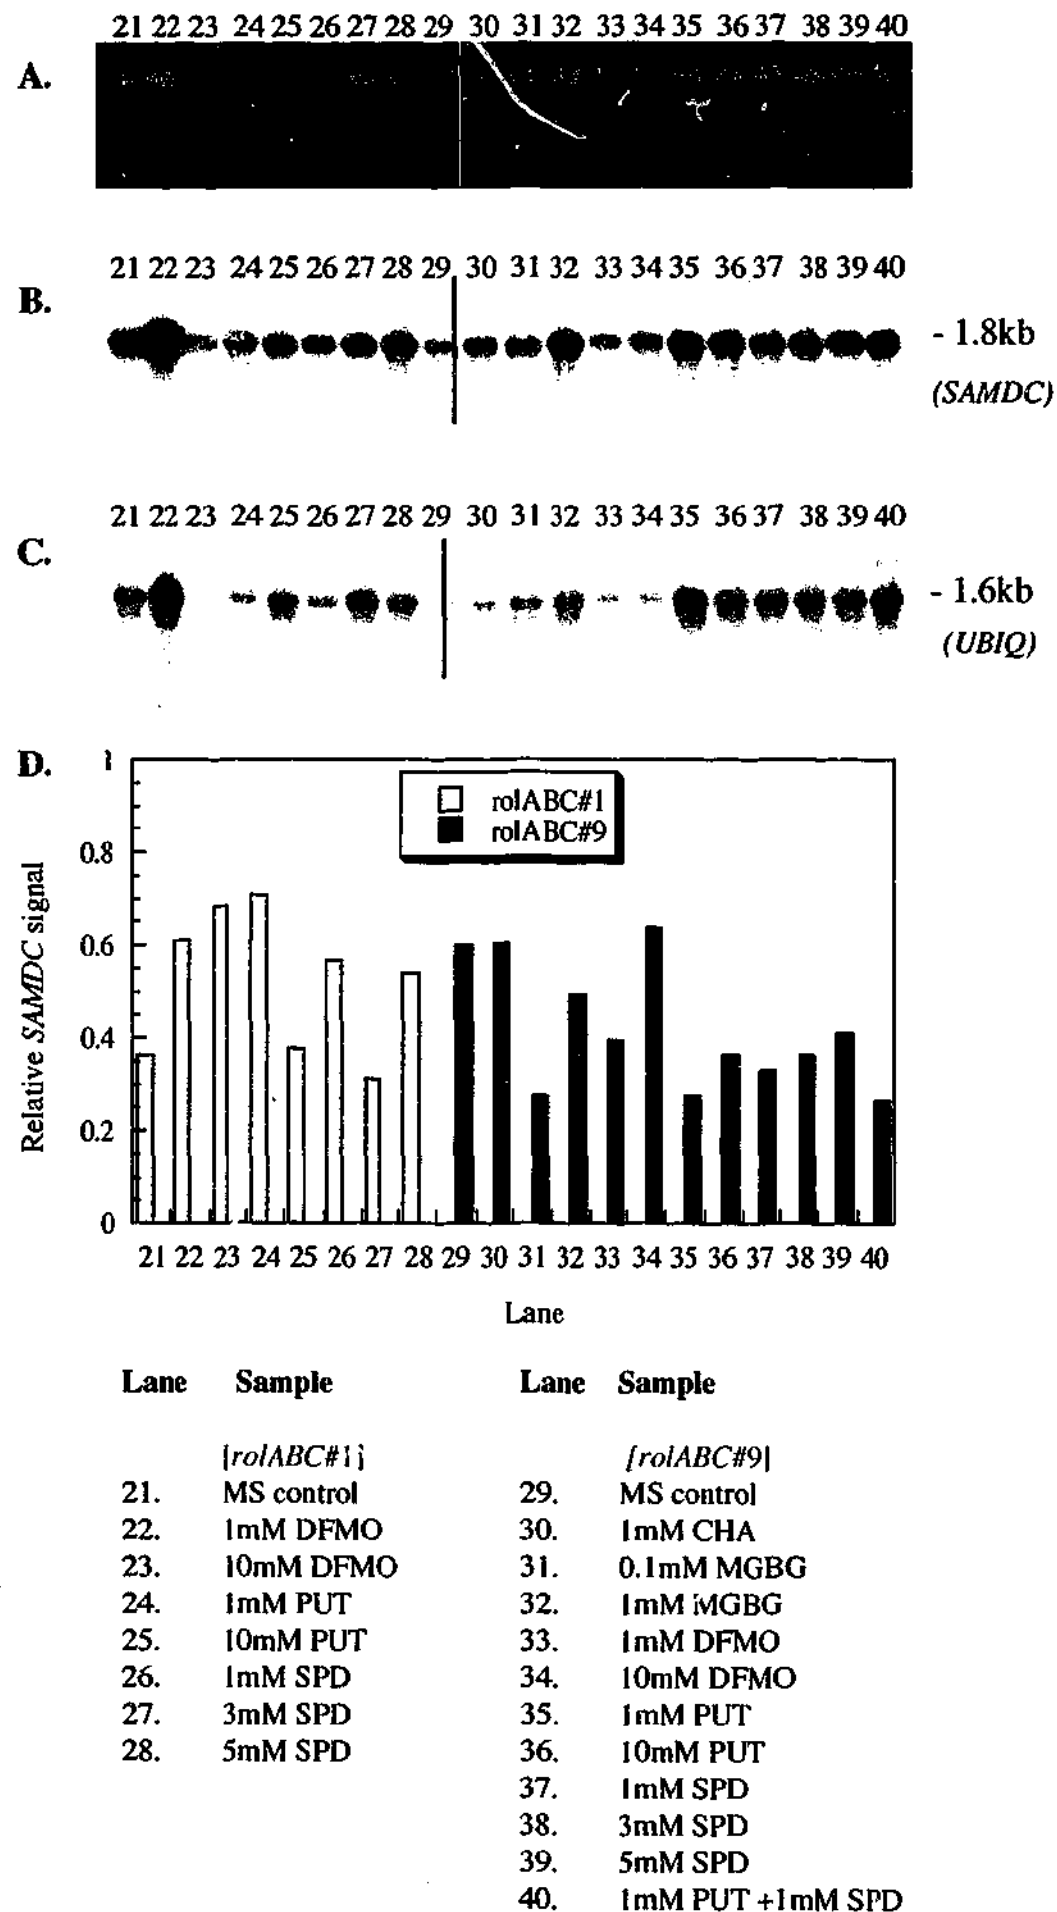 21 22 23 24 25 26 27 28 29 30 31 32 33 34 35 36 37 38 39 40
A.
21 22 23 24 25 26 27 28 29 30 31 32 33 34 35 36 37 38 39 40
B.
- 1.8kb
(SAMDC)
21 22 23 24 25 26 27 28 29 30 31 32 33 34 35 36 37 38 39 40
C.
- 1.6kb
(UBIQ)
D.
1
0.8
0.6
0.4
0.2
0
Relative SAMDC signal
rolABC#1
rolABC#9
21 22 23 24 25 26 27 28 29 30 31 32 33 34 35 36 37 38 39 40
Lane
Lane Sample
[rolABC#1]
21. MS control
22. 1mM DFMO
23. 10mM DFMO
24. 1mM PUT
25. 10mM PUT
26. 1mM SPD
27. 3mM SPD
28. 5mM SPD
Lane Sample
[rolABC#9]
29. MS control
30. 1mM CHA
31. 0.1mM MGBG
32. 1mM MGBG
33. 1mM DFMO
34. 10mM DFMO
35. 1mM PUT
36. 10mM PUT
37. 1mM SPD
38. 3mM SPD
39. 5mM SPD
40. 1mM PUT +1mM SPD